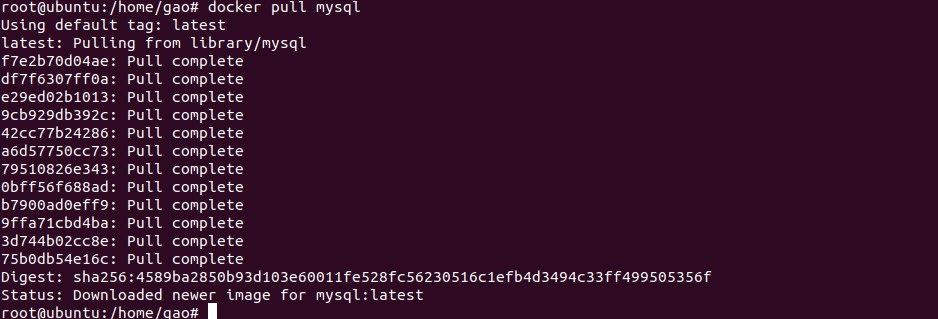 root@ubuntu:/home/gao# docker pull mysql
Using default tag: latest
latest: Pulling from library/mysql
f7e2b70d04ae: Pull complete
df7f6307ff0a: Pull complete
e29ed02b1013: Pull complete
9cb929db392c: Pull complete
42cc77b24286: Pull complete
a6d57750cc73: Pull complete
79510826e343: Pull complete
0bff56f688ad: Pull complete
b7900ad0eff9: Pull complete
9ffa71cbd4ba: Pull complete
3d744b02cc8e: Pull complete
75b0db54e16c: Pull complete
Digest: sha256:4589ba2850b93d103e60011fe528fc56230516c1efb4d3494c33ff499505356f
Status: Downloaded newer image for mysql:latest
root@ubuntu:/home/gao#